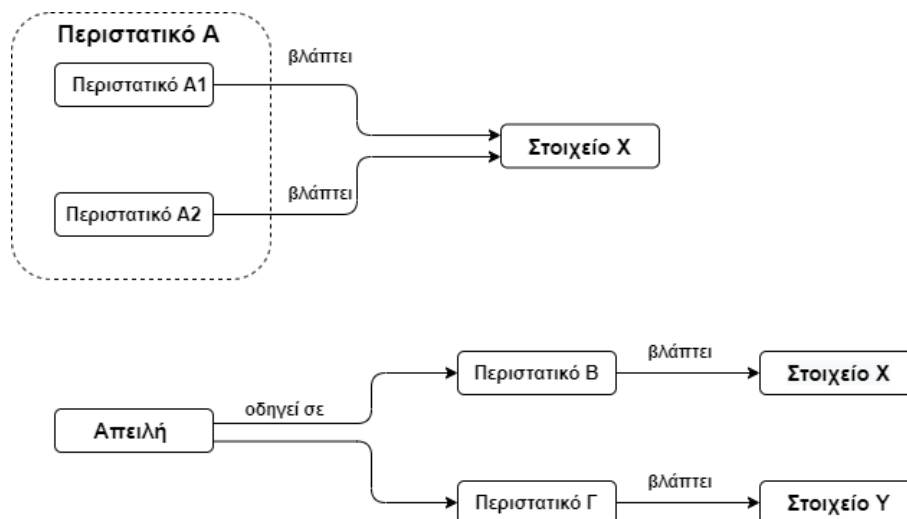 Περιστατικό Α
βλάπτει
Περιστατικό Α1
Στοιχείο Χ
βλάπτει
Περιστατικό Α2
βλάπτει
Περιστατικό Β
Στοιχείο Χ
οδηγεί σε
Απειλή
βλάπτει
Περιστατικό Γ
Στοιχείο Υ